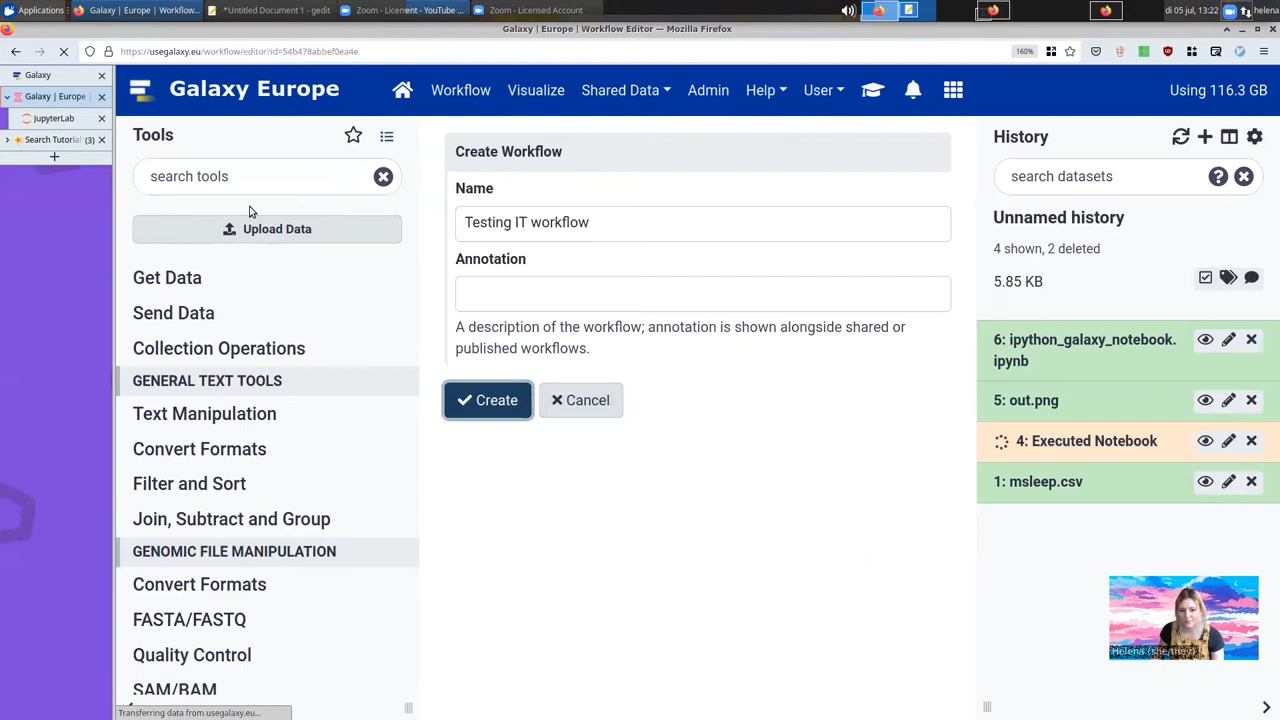 Applications
Galaxy | Europe | Workflow...
*Untitled Document 1 - gedit
Zoom - Licensed Account - YouTube ...
Zoom - Licensed Account
di 05 jul, 13:22
helena
Galaxy | Europe | Workflow Editor — Mozilla Firefox
https://usegalaxy.eu/workflow/editor?id=54b478abbef0ea4e
160%
Galaxy
Galaxy | Europe |
JupyterLab
Search Tutorial (3)
Galaxy Europe
Workflow
Visualize
Shared Data
Admin
Help
User
Using 116.3 GB
Tools
search tools
Upload Data
Get Data
Send Data
Collection Operations
GENERAL TEXT TOOLS
Text Manipulation
Convert Formats
Filter and Sort
Join, Subtract and Group
GENOMIC FILE MANIPULATION
Convert Formats
FASTA/FASTQ
Quality Control
SAM/BAM
Transferring data from usegalaxy.eu...
Create Workflow
Name
Testing IT workflow
Annotation
A description of the workflow; annotation is shown alongside shared or
published workflows.
Create
Cancel
History
search datasets
Unnamed history
4 shown, 2 deleted
5.85 KB
6: ipython_galaxy_notebook.
ipynb
5: out.png
4: Executed Notebook
1: msleep.csv
Helena (she/they)